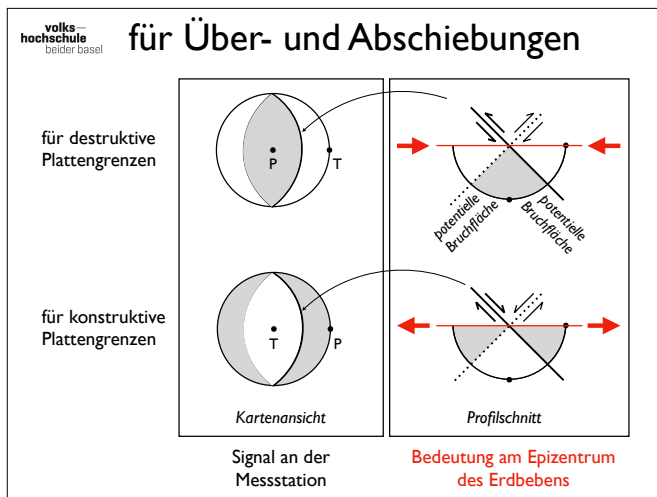 volks—
hochschule
beider basel
für Über- und Abschiebungen
für destruktive
Plattengrenzen
P
T
potentielle
Bruchfläche
potentielle
Bruchfläche
für konstruktive
Plattengrenzen
T
P
Kartenansicht
Profilschnitt
Signal an der
Messstation
Bedeutung am Epizentrum
des Erdbebens